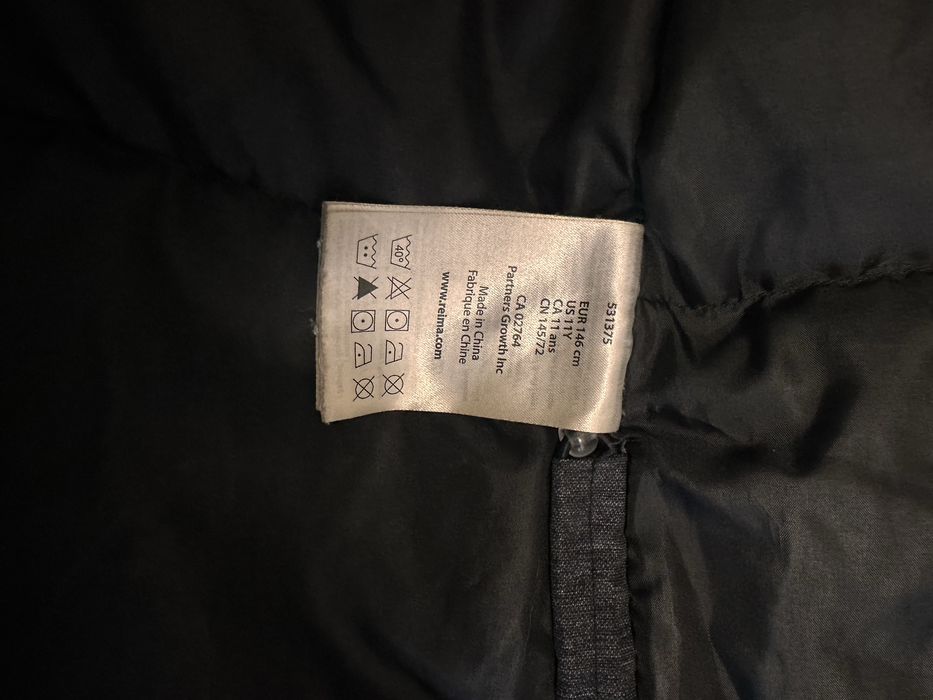 531375
EUR 146 cm
US 11Y
CA 11 ans
CN 145/72
CA 02764
Partners Growth Inc
Made in China
Fabrique en Chine
www.reima.com
40°